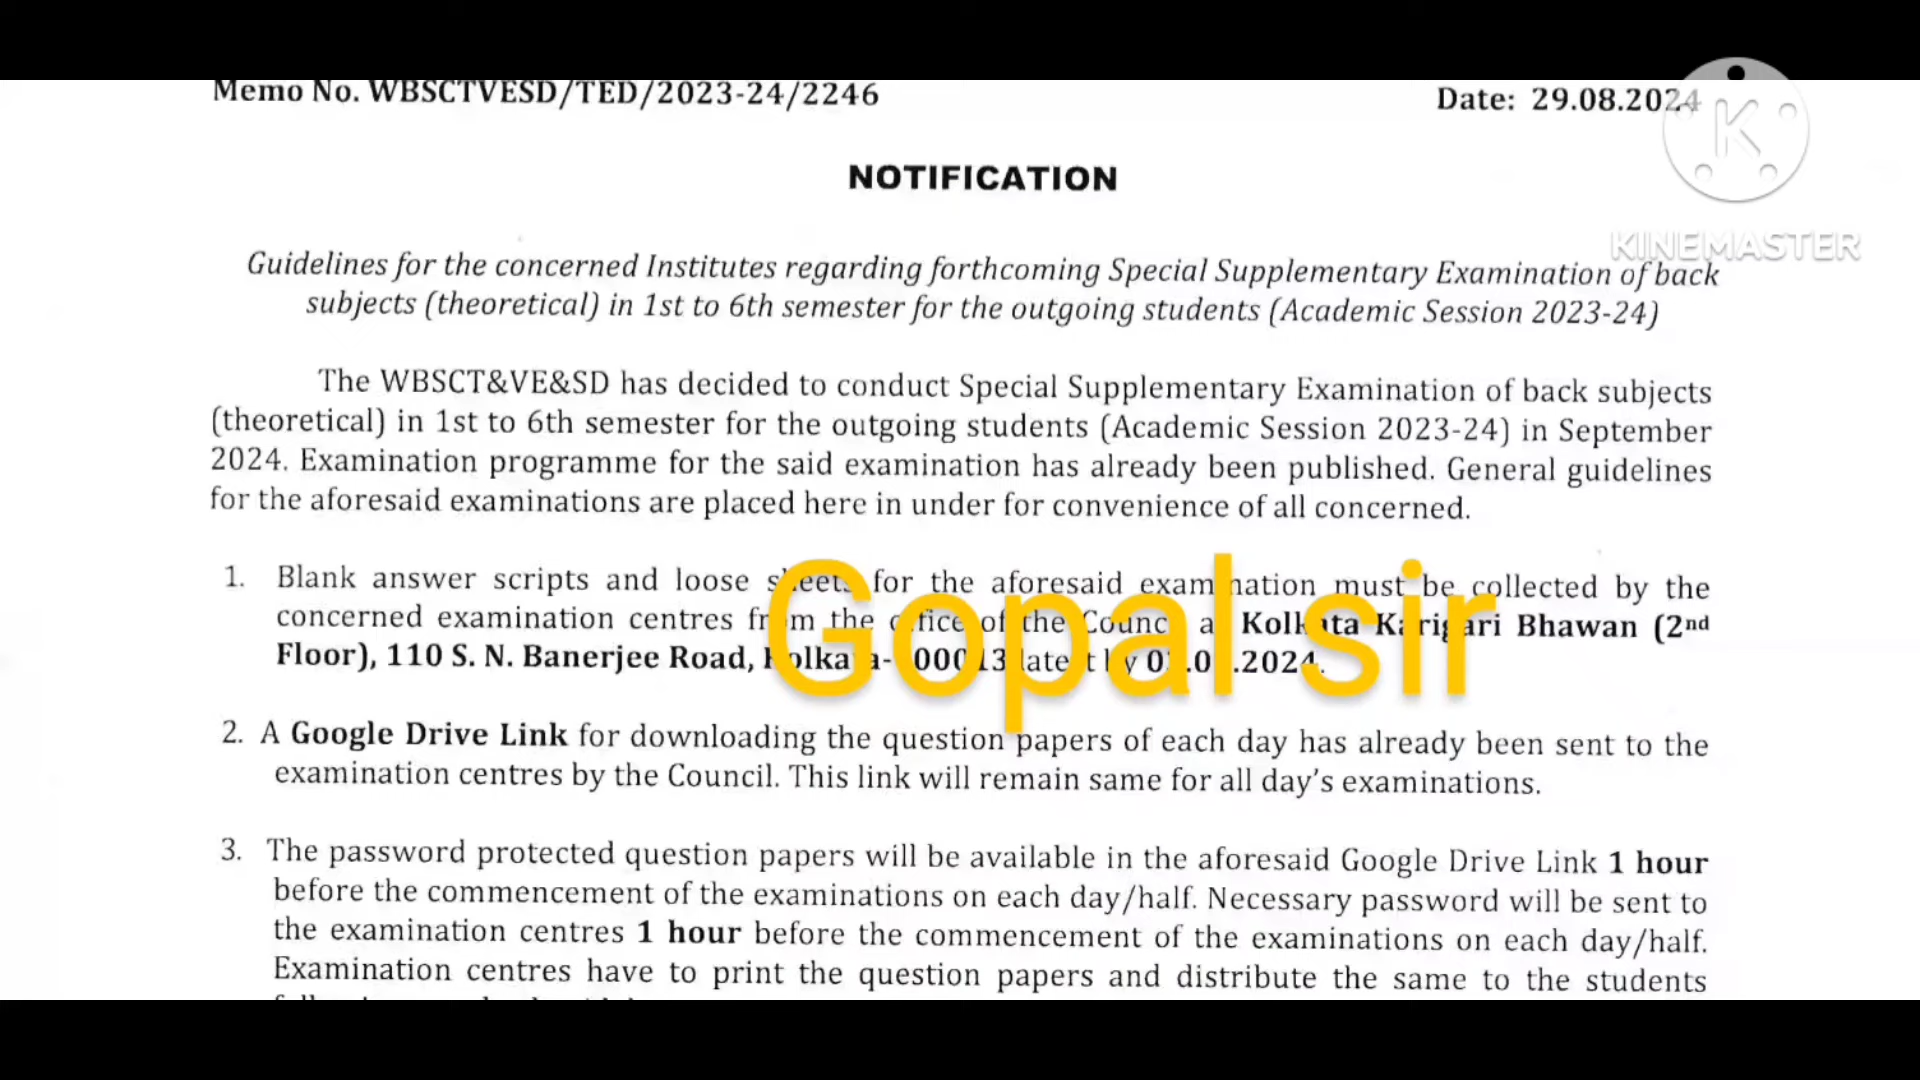 Memo No. WBSCTVESD/TED/2023-24/2246
Date: 29.08.2024
KINEMASTER
NOTIFICATION
Guidelines for the concerned Institutes regarding forthcoming Special Supplementary Examination of back
subjects (theoretical) in 1st to 6th semester for the outgoing students (Academic Session 2023-24)
The WBSCT&VE&SD has decided to conduct Special Supplementary Examination of back subjects
(theoretical) in 1st to 6th semester for the outgoing students (Academic Session 2023-24) in September
2024. Examination programme for the said examination has already been published. General guidelines
for the aforesaid examinations are placed here in under for convenience of all concerned.
1. Blank answer scripts and loose sheets for the aforesaid examination must be collected by the
concerned examination centres from the office of the Council a Kolkata Karigari Bhawan (2nd
Floor), 110 S. N. Banerjee Road, Kolkata- latest by
Gopal sir
2. A Google Drive Link for downloading the question papers of each day has already been sent to the
examination centres by the Council. This link will remain same for all day's examinations.
3. The password protected question papers will be available in the aforesaid Google Drive Link 1 hour
before the commencement of the examinations on each day/half. Necessary password will be sent to
the examination centres 1 hour before the commencement of the examinations on each day/half.
Examination centres have to print the question papers and distribute the same to the students